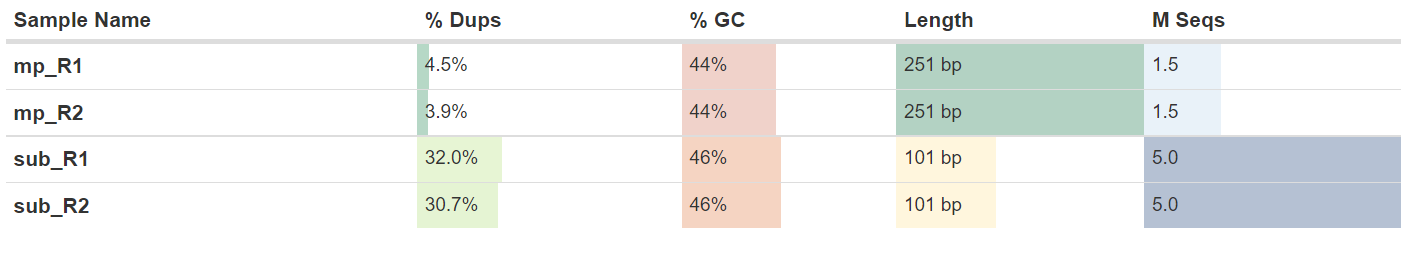 Sample Name % Dups % GC Length M Seqs
mp_R1 4.5% 44% 251 bp 1.5
mp_R2 3.9% 44% 251 bp 1.5
sub_R1 32.0% 46% 101 bp 5.0
sub_R2 30.7% 46% 101 bp 5.0